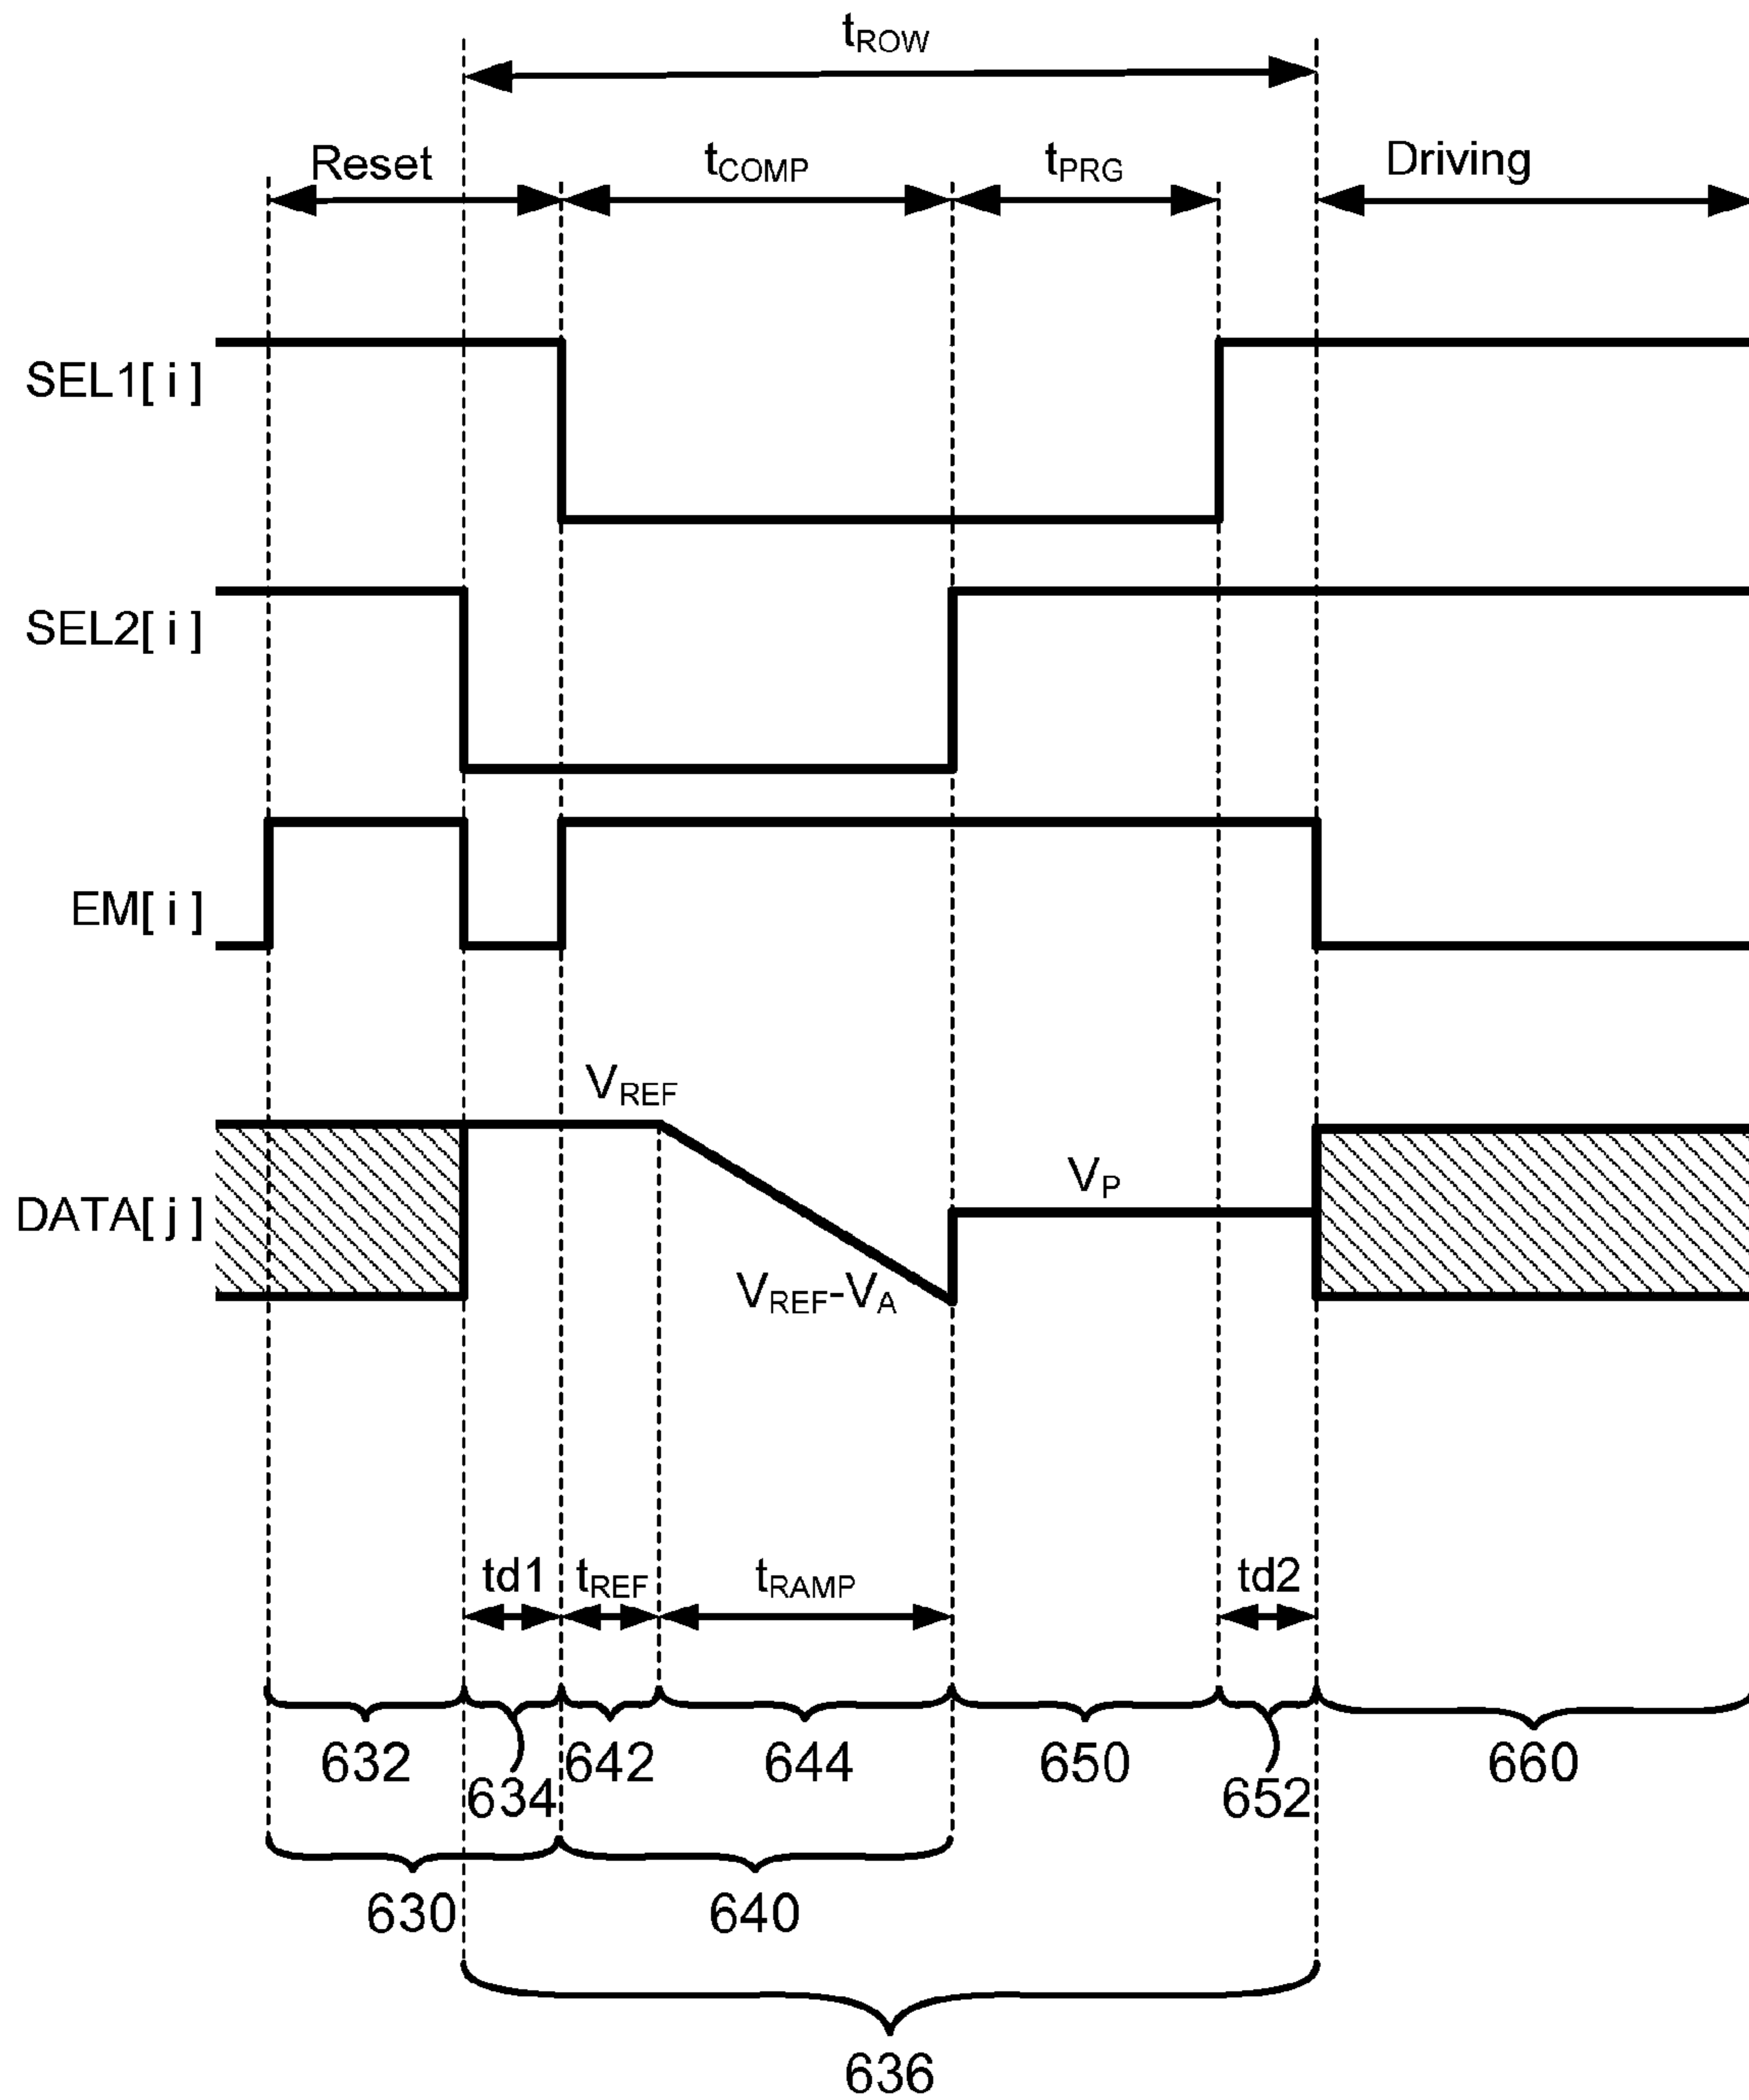 tROW
Reset tCOMP tPRG Driving
SEL1[ i ]
SEL2[ i ]
EM[ i ]
VREF
VP
DATA[ j ]
VREF-VA
td1 tREF tRAMP td2
632 642 644 650 660
634 652
630 640
636